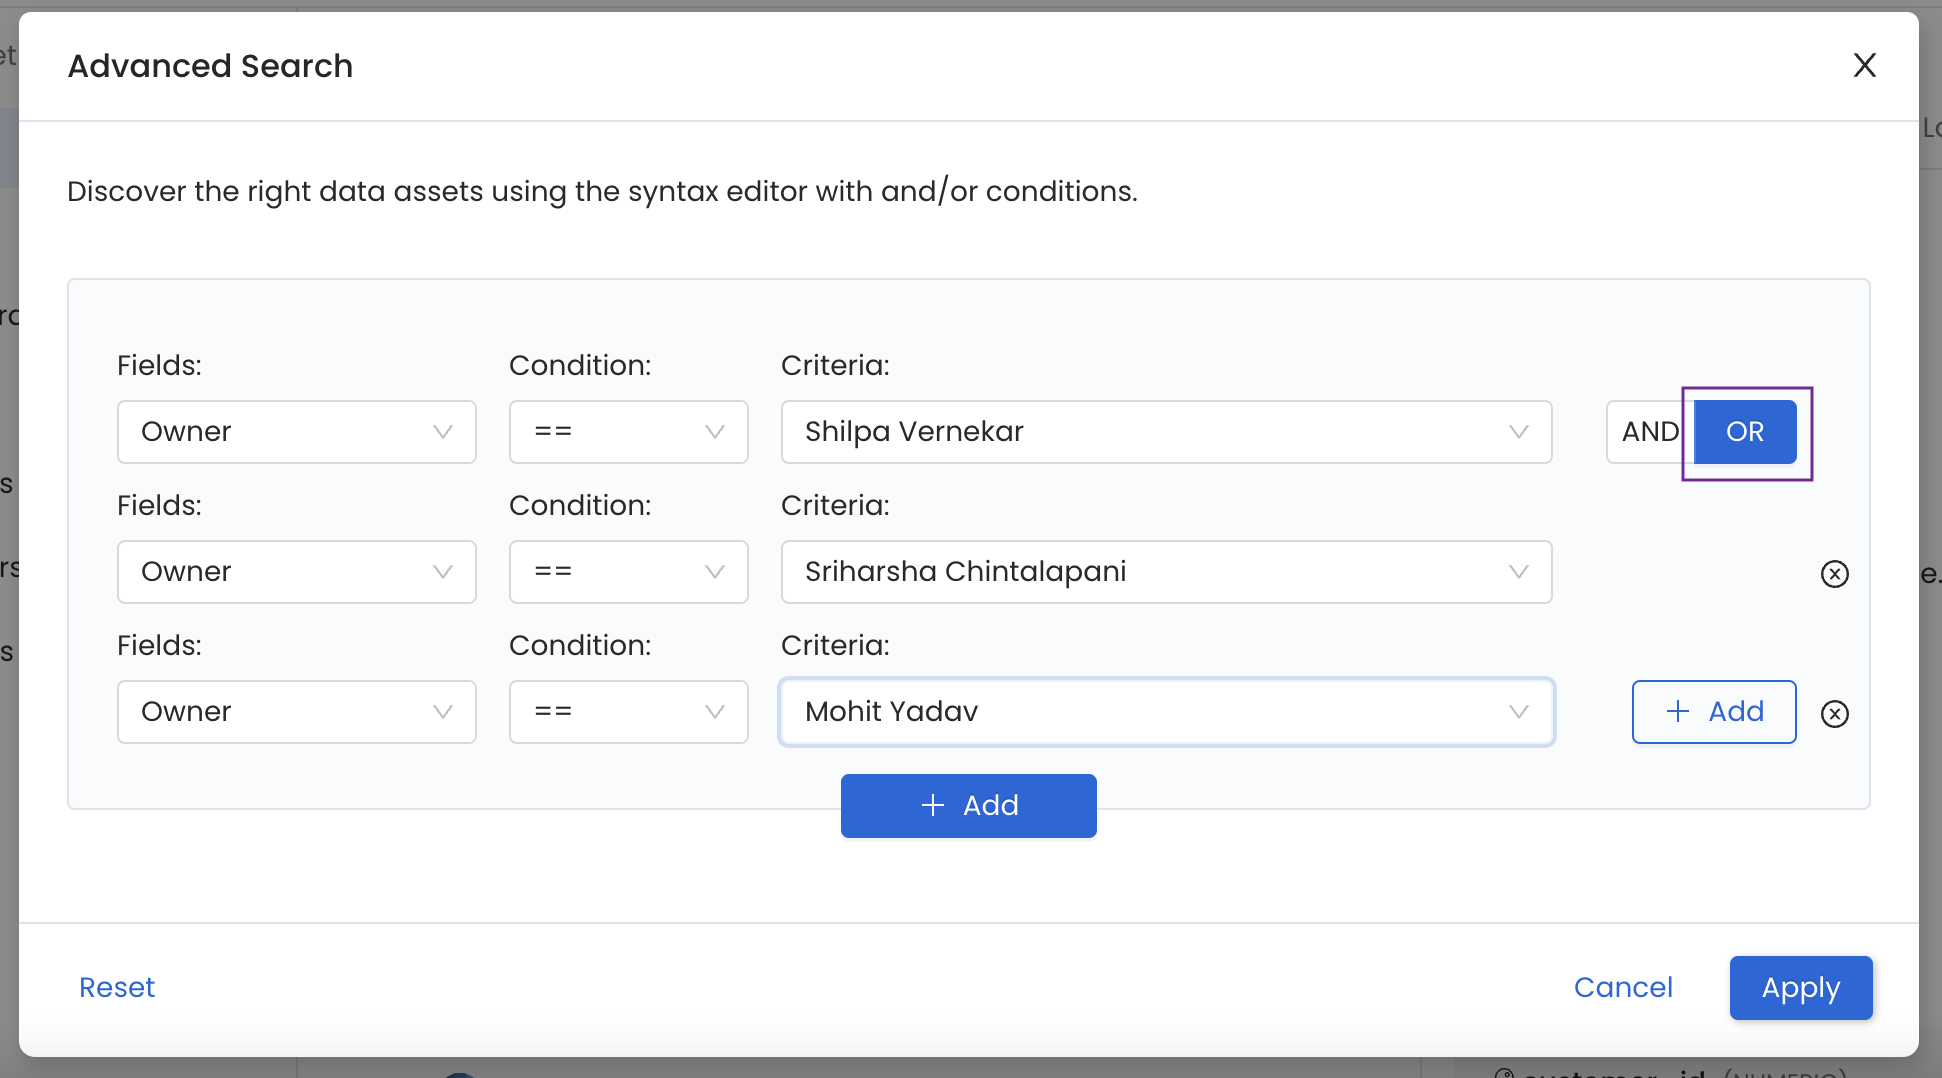 Advanced Search
X
Discover the right data assets using the syntax editor with and/or conditions.
Fields: Condition: Criteria:
Owner == Shilpa Vernekar AND OR
Fields: Condition: Criteria:
Owner == Sriharsha Chintalapani
Fields: Condition: Criteria:
Owner == Mohit Yadav + Add
+ Add
Reset Cancel Apply